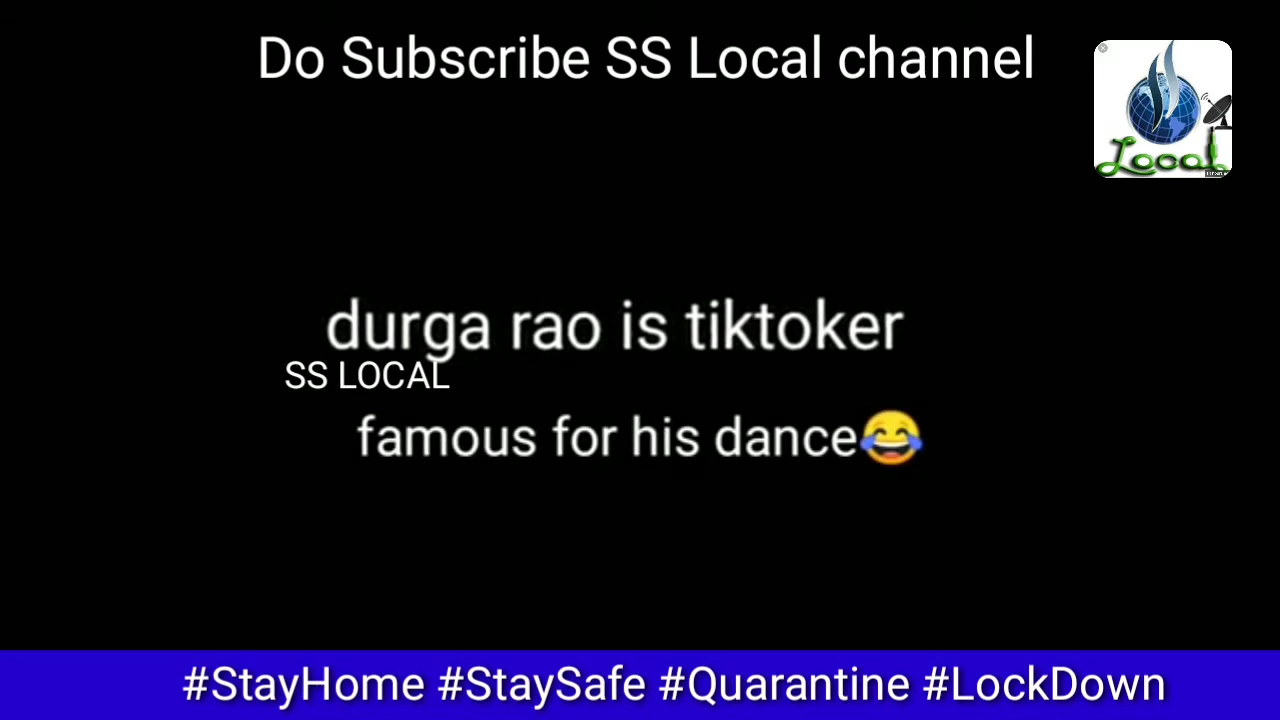 Do Subscribe SS Local channel
Local
durga rao is tiktoker
SS LOCAL
famous for his dance😂
#StayHome #StaySafe #Quarantine #LockDown